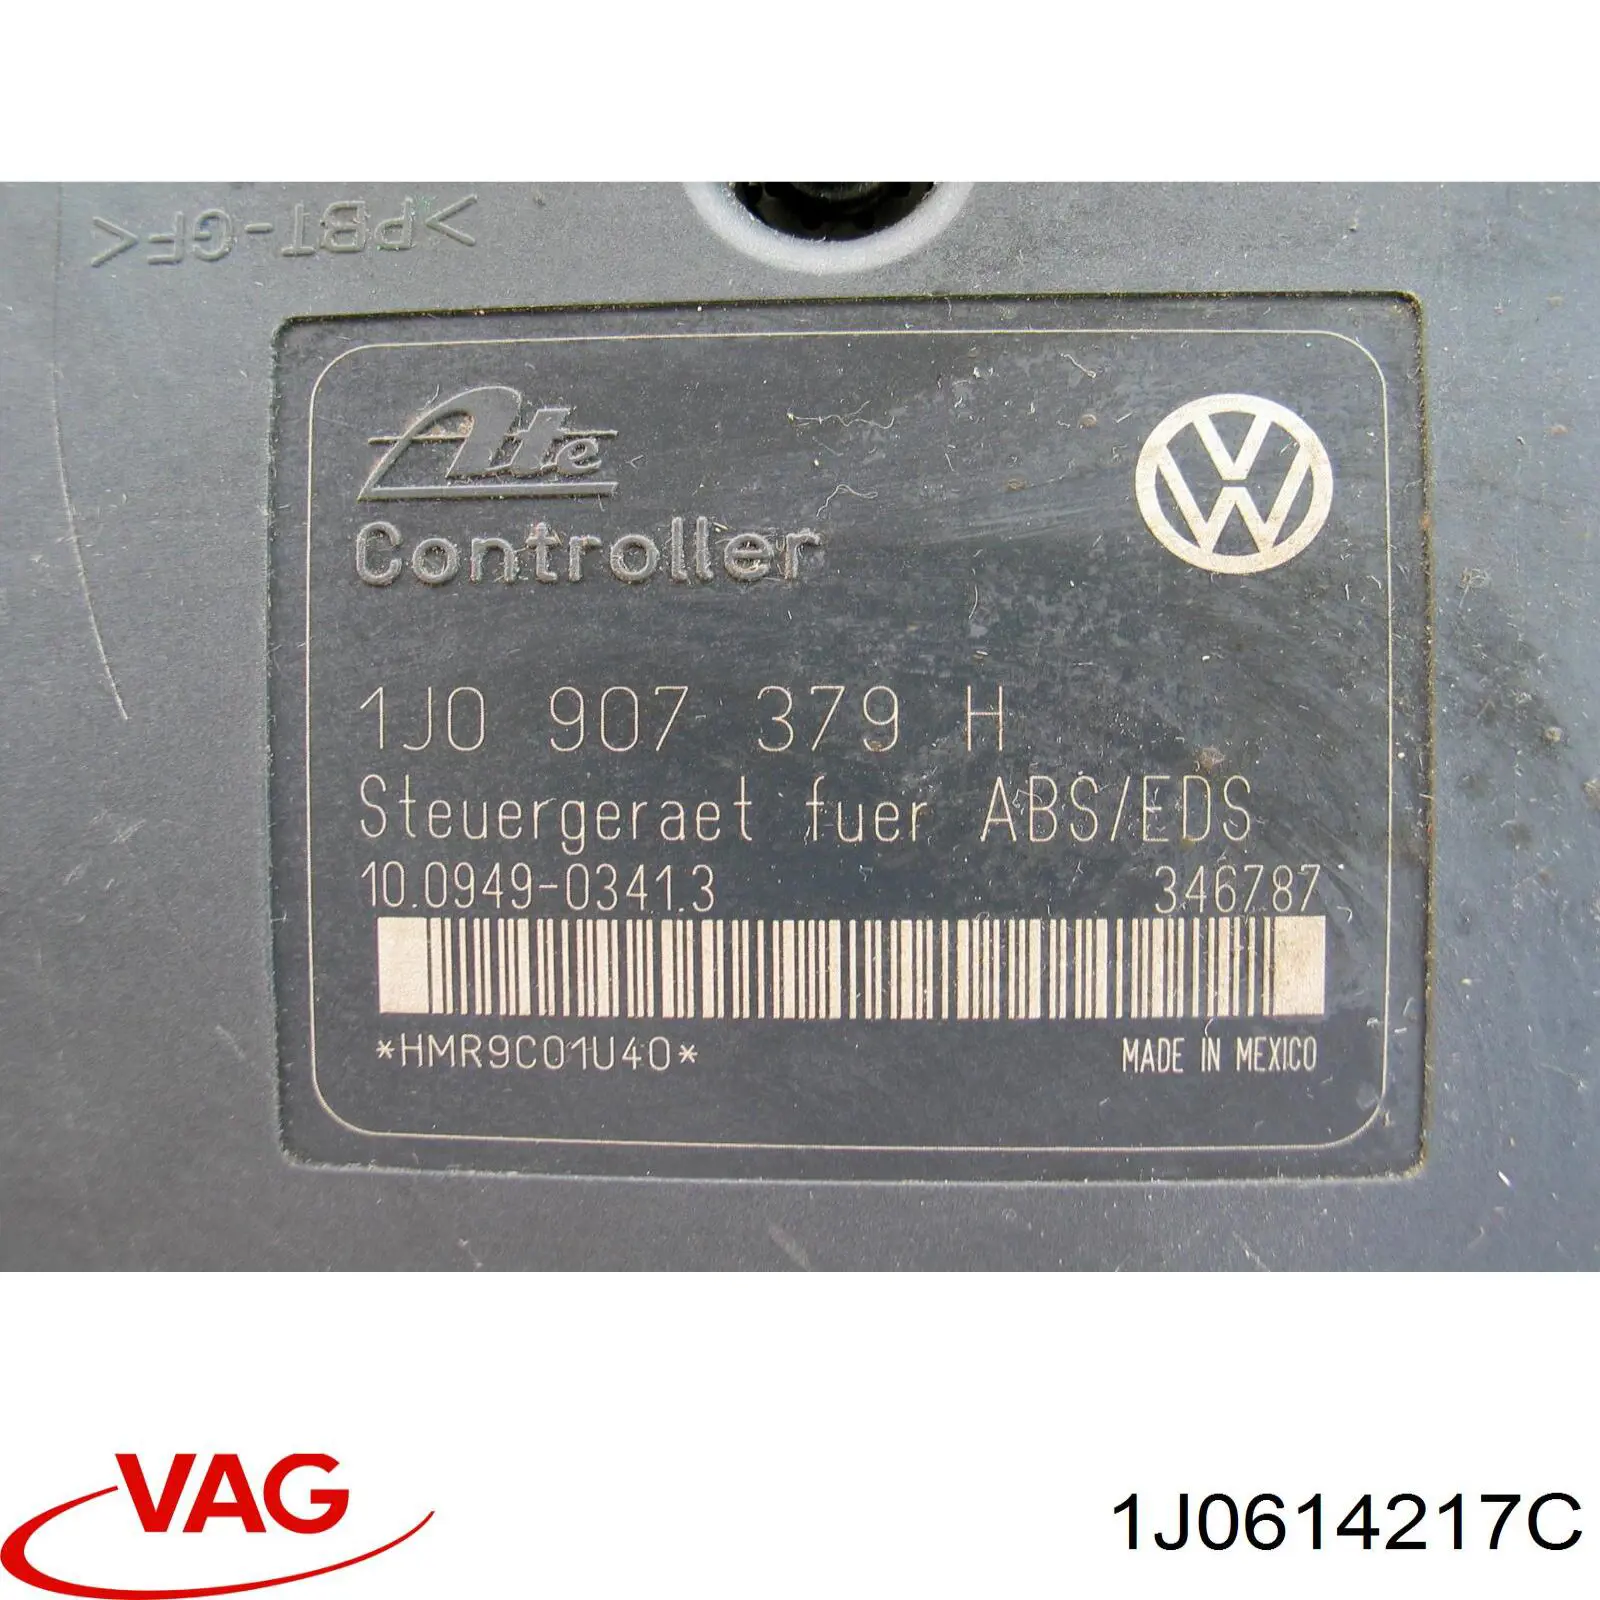 >PBT-GF<
Ate
Controller
VW
1J0 907 379 H
Steuergeraet fuer ABS/EDS
10.0949-0341.3 346787
*HMR9C01U40*
MADE IN MEXICO
VAG
1J0614217C